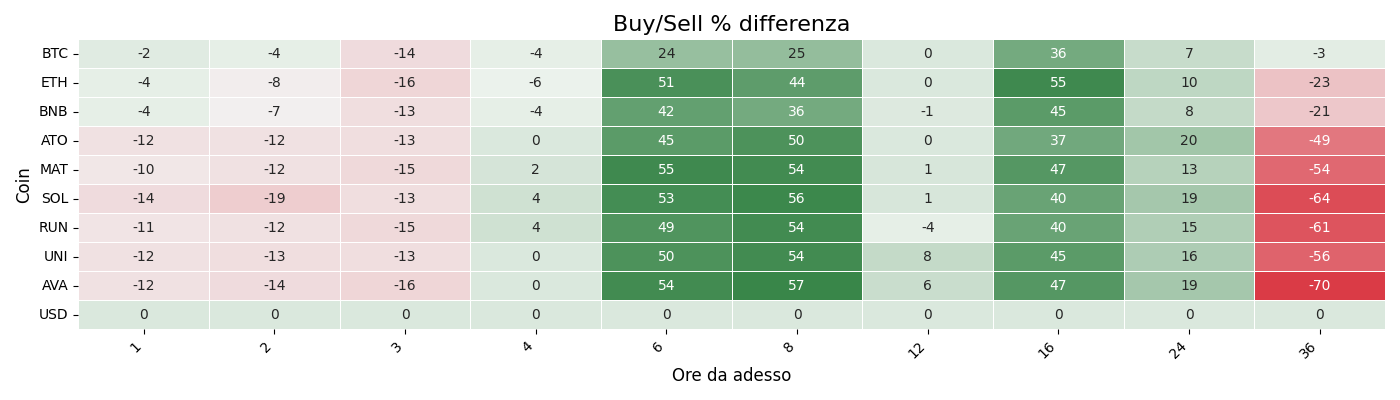 Buy/Sell % differenza
Coin
BTC -2 -4 -14 -4 24 25 0 36 7 -3
ETH -4 -8 -16 -6 51 44 0 55 10 -23
BNB -4 -7 -13 -4 42 36 -1 45 8 -21
ATO -12 -12 -13 0 45 50 0 37 20 -49
MAT -10 -12 -15 2 55 54 1 47 13 -54
SOL -14 -19 -13 4 53 56 1 40 19 -64
RUN -11 -12 -15 4 49 54 -4 40 15 -61
UNI -12 -13 -13 0 50 54 8 45 16 -56
AVA -12 -14 -16 0 54 57 6 47 19 -70
USD 0 0 0 0 0 0 0 0 0 0
1 2 3 4 6 8 12 16 24 36
Ore da adesso